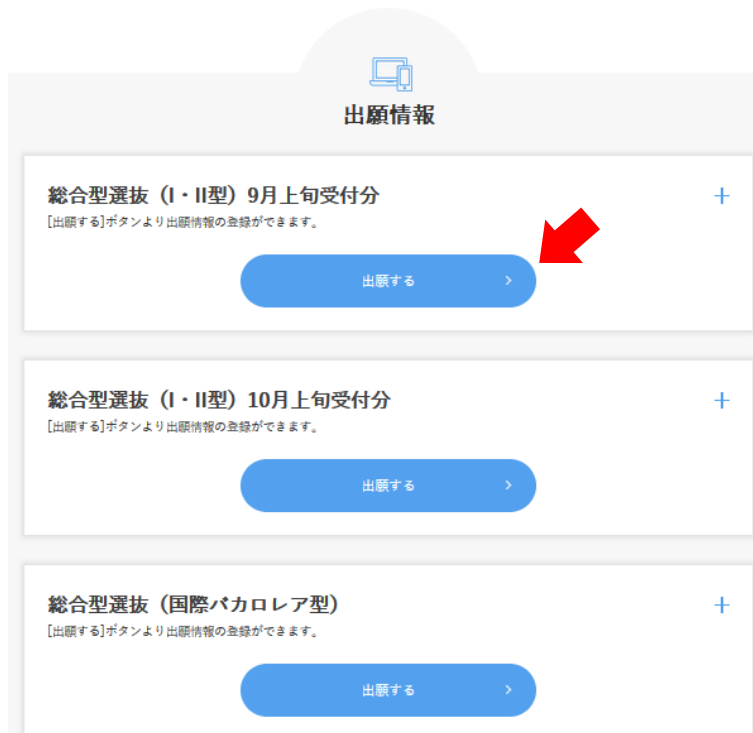 出願情報
総合型選抜（I・II型）9月上旬受付分
[出願する]ボタンより出願情報の登録ができます。
出願する
総合型選抜（I・II型）10月上旬受付分
[出願する]ボタンより出願情報の登録ができます。
出願する
総合型選抜（国際バカロレア型）
[出願する]ボタンより出願情報の登録ができます。
出願する